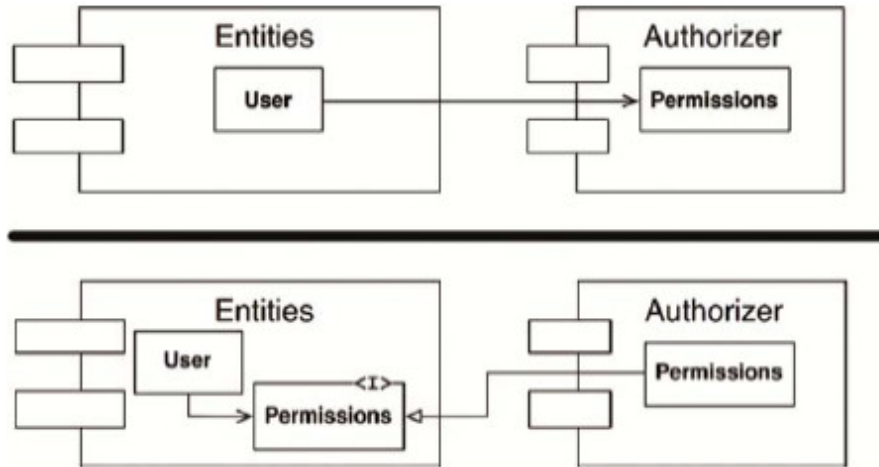 Entities
Authorizer
User
Permissions
Entities
Authorizer
User
Permissions
<I>
Permissions